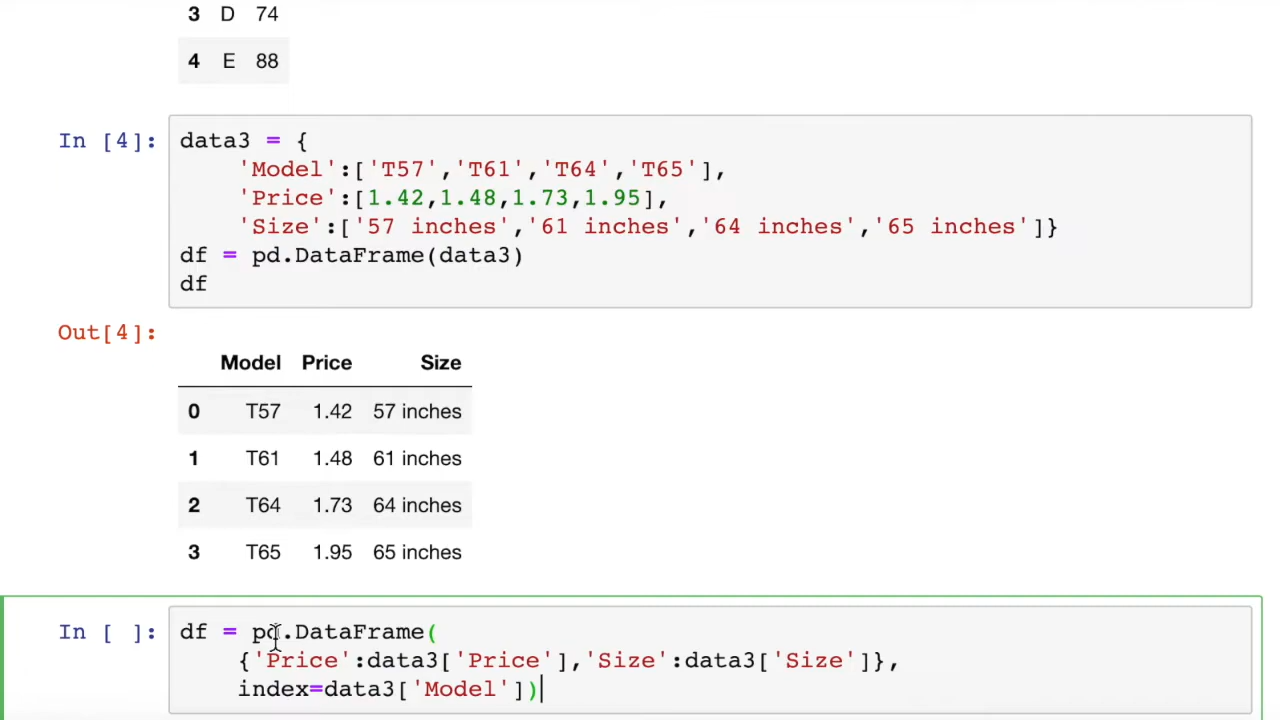 3 D 74
4 E 88
In [4]: data3 = {
'Model':['T57','T61','T64','T65'],
'Price':[1.42,1.48,1.73,1.95],
'Size':['57 inches','61 inches','64 inches','65 inches']}
df = pd.DataFrame(data3)
df
Out[4]:
Model Price Size
0 T57 1.42 57 inches
1 T61 1.48 61 inches
2 T64 1.73 64 inches
3 T65 1.95 65 inches
In [ ]: df = pd.DataFrame(
{'Price':data3['Price'],'Size':data3['Size']},
index=data3['Model'])